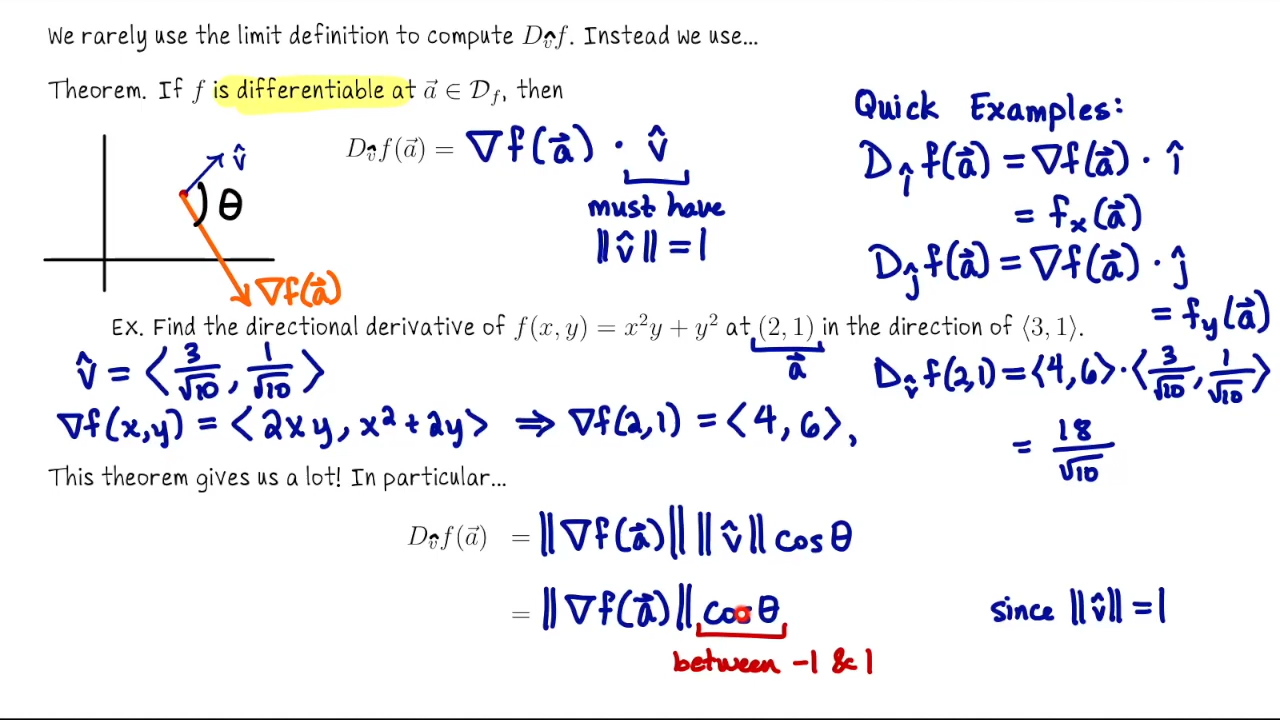 We rarely use the limit definition to compute D_v̂ f. Instead we use...
Theorem. If f is differentiable at a⃗ ∈ D_f, then
D_v̂ f(a⃗) = ∇f(a⃗) · v̂
must have
‖v̂‖ = 1
v̂
θ
∇f(a⃗)
Quick Examples:
D_î f(a⃗) = ∇f(a⃗) · î
= f_x(a⃗)
D_ĵ f(a⃗) = ∇f(a⃗) · ĵ
= f_y(a⃗)
Ex. Find the directional derivative of f(x, y) = x²y + y² at (2, 1) in the direction of ⟨3, 1⟩.
a⃗
v̂ = ⟨3/√10, 1/√10⟩
∇f(x,y) = ⟨2xy, x²+2y⟩ ⇒ ∇f(2,1) = ⟨4, 6⟩,
D_v̂ f(2,1) = ⟨4,6⟩·⟨3/√10, 1/√10⟩
= 18/√10
This theorem gives us a lot! In particular...
D_v̂ f(a⃗) = ‖∇f(a⃗)‖ ‖v̂‖ cos θ
= ‖∇f(a⃗)‖ cos θ since ‖v̂‖ = 1
between -1 & 1